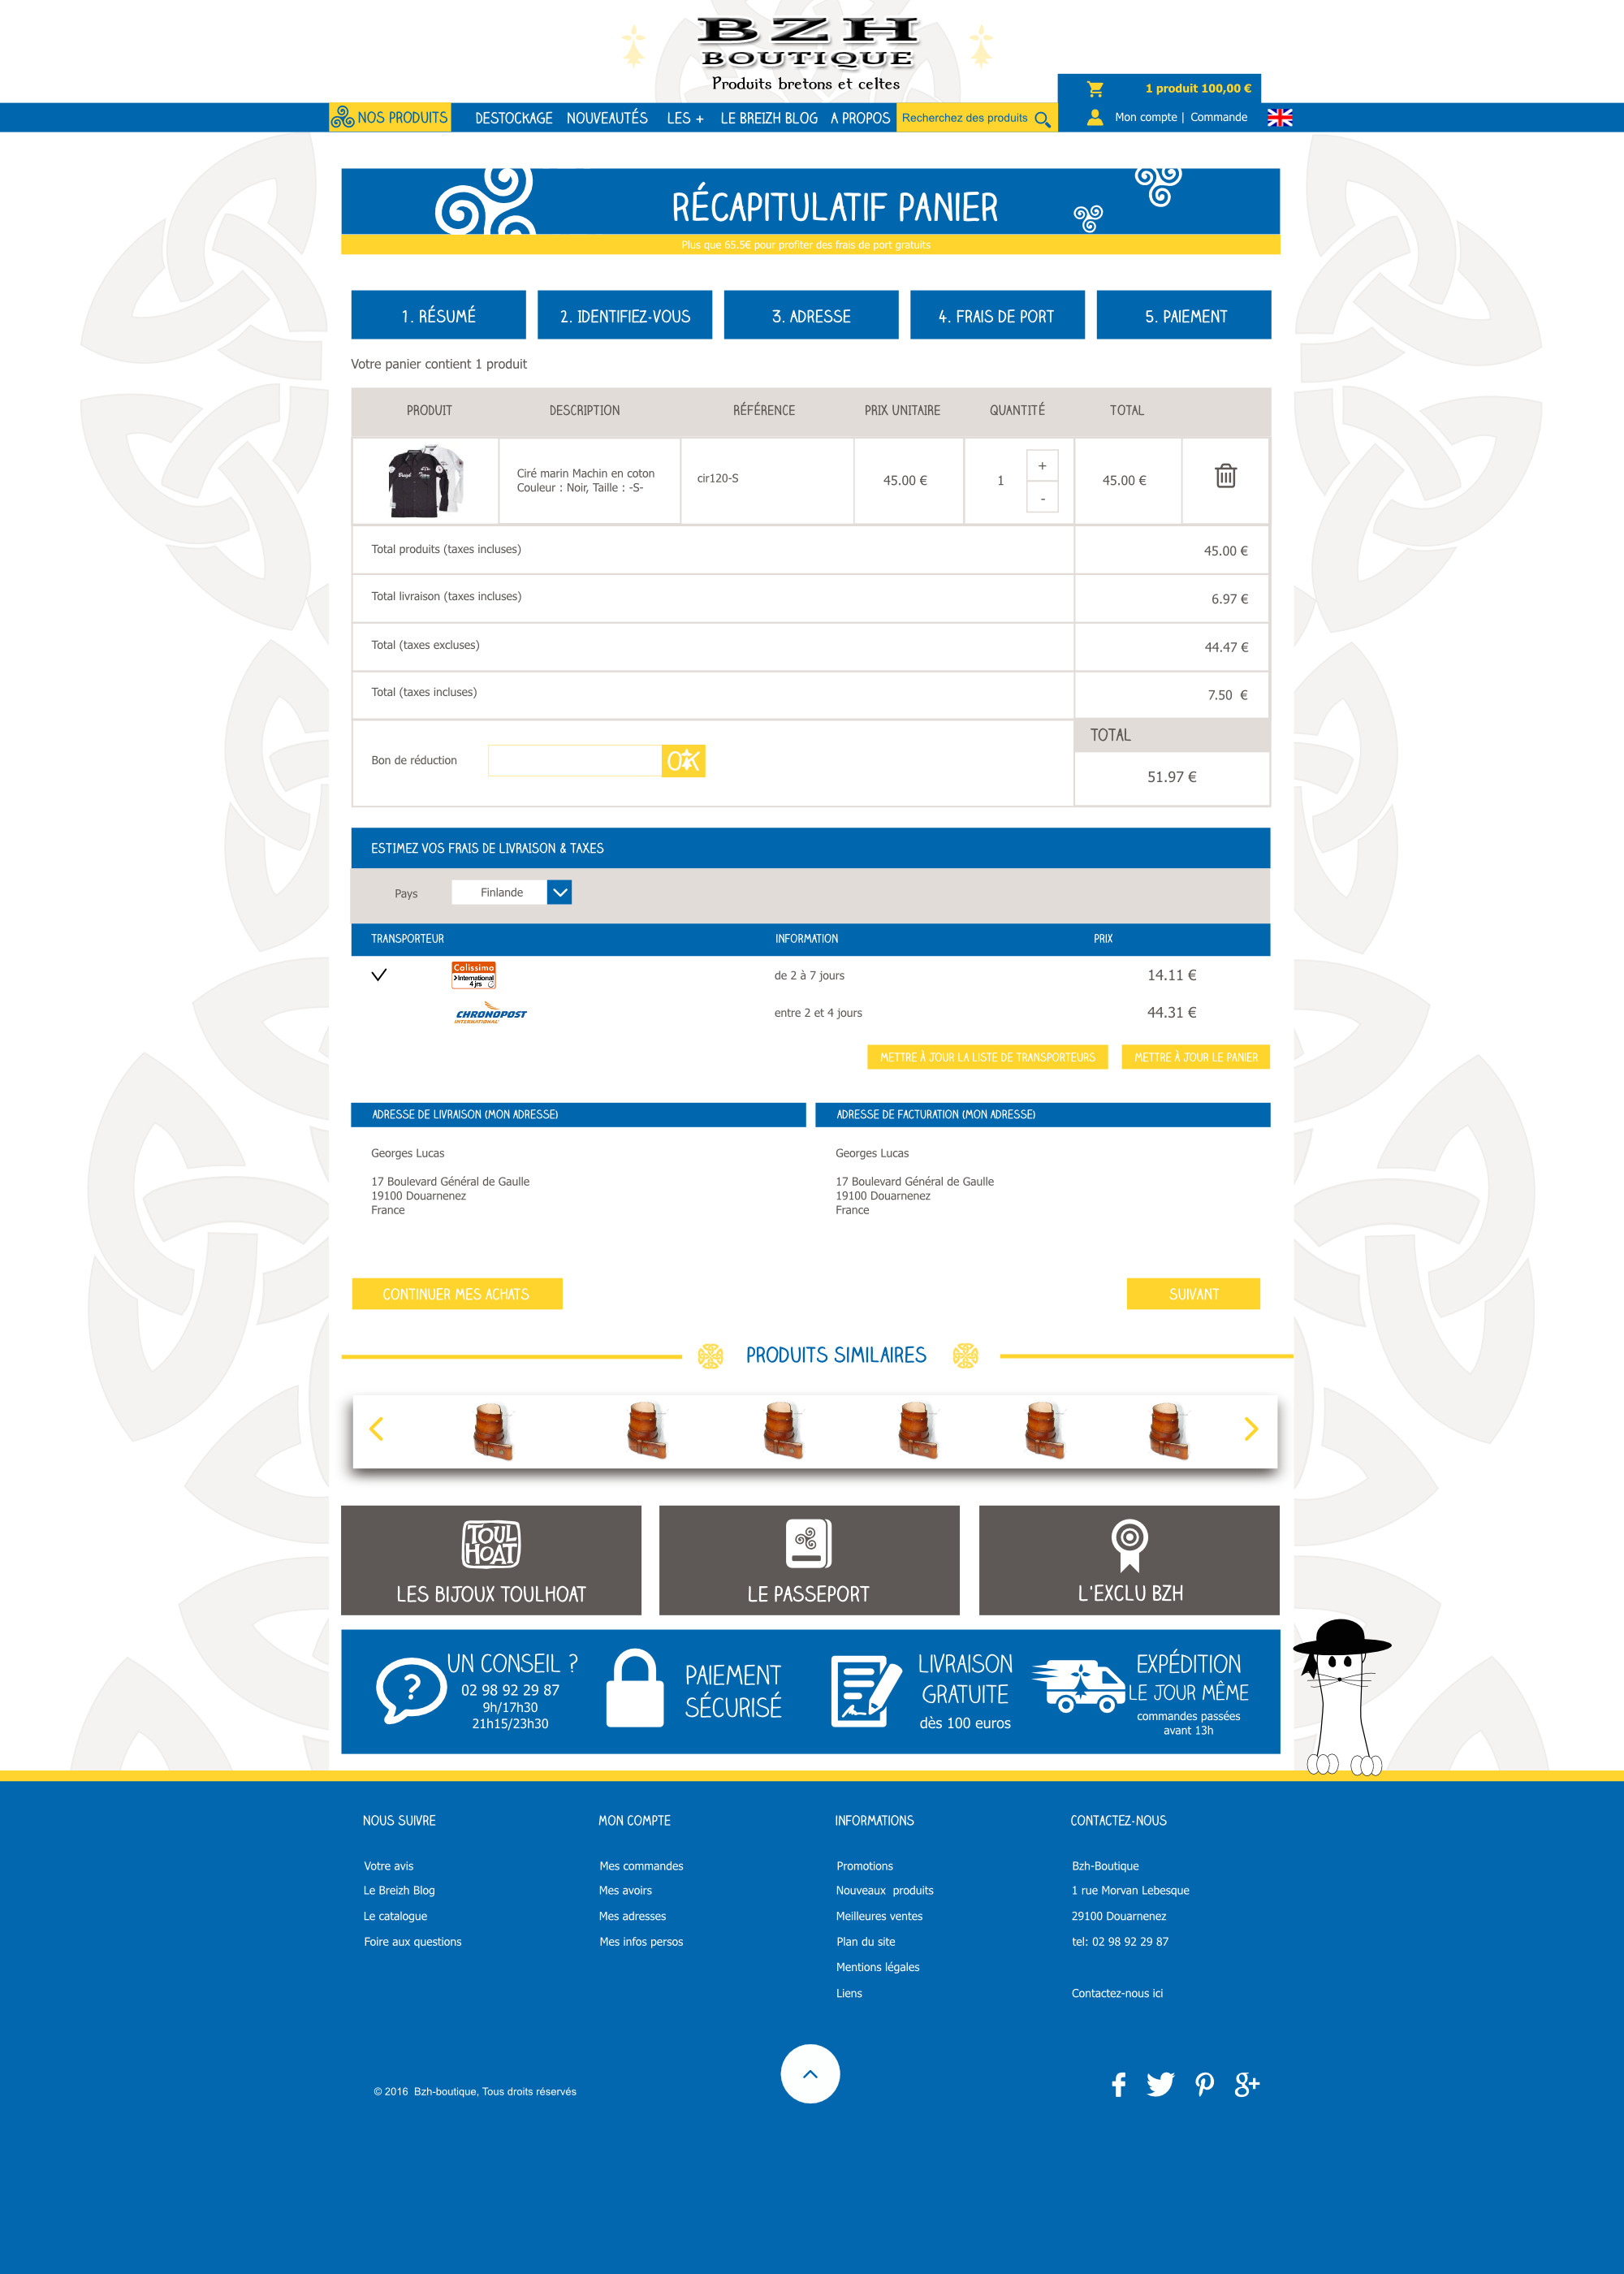 BZH
BOUTIQUE
Produits bretons et celtes
1 produit 100,00 €
NOS PRODUITS DESTOCKAGE NOUVEAUTÉS LES + LE BREIZH BLOG A PROPOS Recherchez des produits Mon compte | Commande
RÉCAPITULATIF PANIER
Plus que 65.5€ pour profiter des frais de port gratuits
1. RÉSUMÉ 2. IDENTIFIEZ-VOUS 3. ADRESSE 4. FRAIS DE PORT 5. PAIEMENT
Votre panier contient 1 produit
PRODUIT DESCRIPTION RÉFÉRENCE PRIX UNITAIRE QUANTITÉ TOTAL
Ciré marin Machin en coton
Couleur : Noir, Taille : -S-
cir120-S
45.00 €
1
+
-
45.00 €
Total produits (taxes incluses) 45.00 €
Total livraison (taxes incluses) 6.97 €
Total (taxes excluses) 44.47 €
Total (taxes incluses) 7.50 €
TOTAL
Bon de réduction OK
51.97 €
ESTIMEZ VOS FRAIS DE LIVRAISON & TAXES
Pays Finlande
TRANSPORTEUR INFORMATION PRIX
Colissimo
International
4 jrs
de 2 à 7 jours 14.11 €
CHRONOPOST
INTERNATIONAL
entre 2 et 4 jours 44.31 €
METTRE À JOUR LA LISTE DE TRANSPORTEURS METTRE À JOUR LE PANIER
ADRESSE DE LIVRAISON (MON ADRESSE)
Georges Lucas
17 Boulevard Général de Gaulle
19100 Douarnenez
France
ADRESSE DE FACTURATION (MON ADRESSE)
Georges Lucas
17 Boulevard Général de Gaulle
19100 Douarnenez
France
CONTINUER MES ACHATS SUIVANT
PRODUITS SIMILAIRES
TOUL
HOAT
LES BIJOUX TOULHOAT
LE PASSEPORT
L'EXCLU BZH
UN CONSEIL ?
02 98 92 29 87
9h/17h30
21h15/23h30
PAIEMENT
SÉCURISÉ
LIVRAISON
GRATUITE
dès 100 euros
EXPÉDITION
LE JOUR MÊME
commandes passées
avant 13h
NOUS SUIVRE
Votre avis
Le Breizh Blog
Le catalogue
Foire aux questions
MON COMPTE
Mes commandes
Mes avoirs
Mes adresses
Mes infos persos
INFORMATIONS
Promotions
Nouveaux produits
Meilleures ventes
Plan du site
Mentions légales
Liens
CONTACTEZ-NOUS
Bzh-Boutique
1 rue Morvan Lebesque
29100 Douarnenez
tel: 02 98 92 29 87
Contactez-nous ici
© 2016 Bzh-boutique, Tous droits réservés